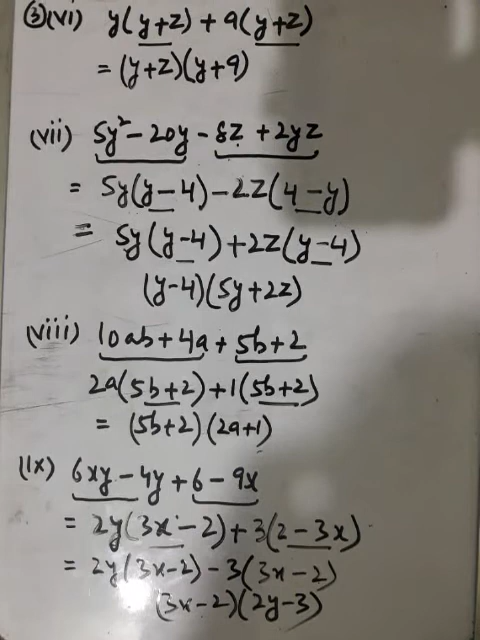 ③(vi) y(y+z) + 9(y+z)
= (y+z)(y+9)
(vii) 5y² - 20y - 8z + 2yz
= 5y(y-4) - 2z(4-y)
= 5y(y-4) + 2z(y-4)
(y-4)(5y+2z)
(viii) 10ab + 4a + 5b + 2
2a(5b+2) + 1(5b+2)
= (5b+2)(2a+1)
(ix) 6xy - 4y + 6 - 9x
= 2y(3x-2) + 3(2-3x)
= 2y(3x-2) - 3(3x-2)
(3x-2)(2y-3)